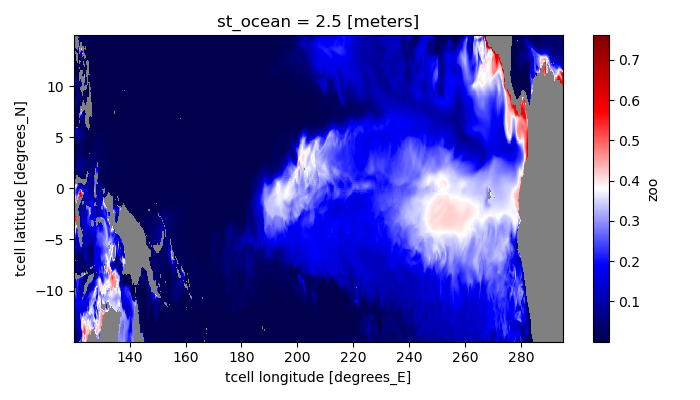 st_ocean = 2.5 [meters]
10
5
0
−5
−10
tcell latitude [degrees_N]
140 160 180 200 220 240 260 280
tcell longitude [degrees_E]
0.7
0.6
0.5
0.4
0.3
0.2
0.1
zoo